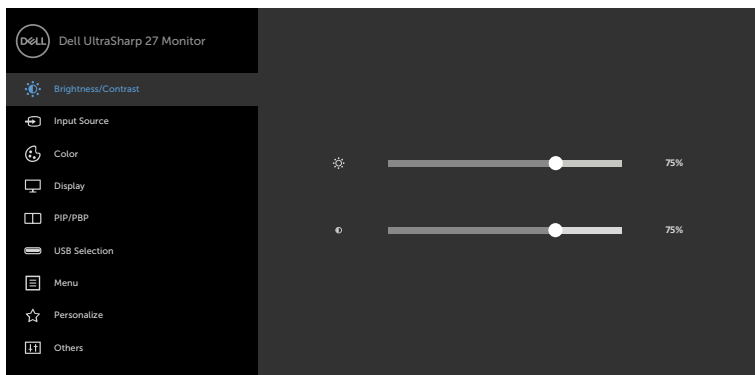 DELL Dell UltraSharp 27 Monitor
Brightness/Contrast
Input Source
Color
75%
Display
PIP/PBP
75%
USB Selection
Menu
Personalize
Others